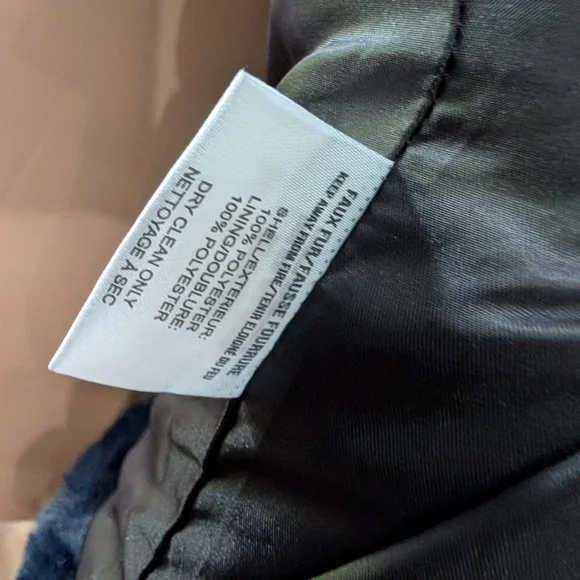 KEEP AWAY FROM FIRE/TENIR ELOIGNE DU FEU
FAUX FUR/FAUSSE FOURRURE
SHELL/EXTERIEUR:
100% POLYESTER
LINING/DOUBLURE:
100% POLYESTER
DRY CLEAN ONLY
NETTOYAGE A SEC